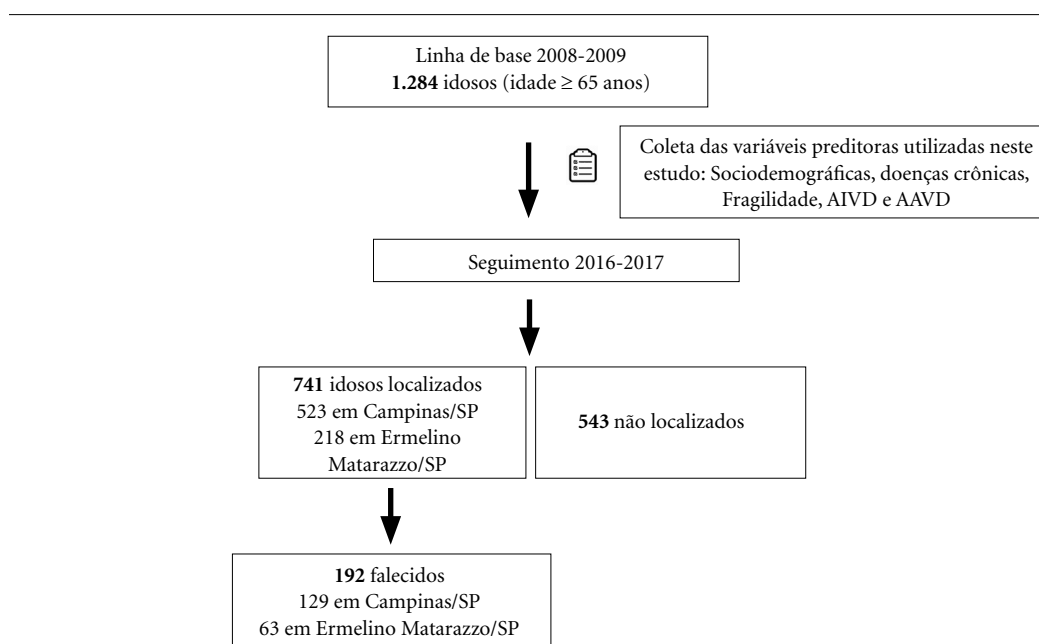 Linha de base 2008-2009
1.284 idosos (idade ≥ 65 anos)
Coleta das variáveis preditoras utilizadas neste
estudo: Sociodemográficas, doenças crônicas,
Fragilidade, AIVD e AAVD
Seguimento 2016-2017
741 idosos localizados
523 em Campinas/SP
218 em Ermelino
Matarazzo/SP
543 não localizados
192 falecidos
129 em Campinas/SP
63 em Ermelino Matarazzo/SP